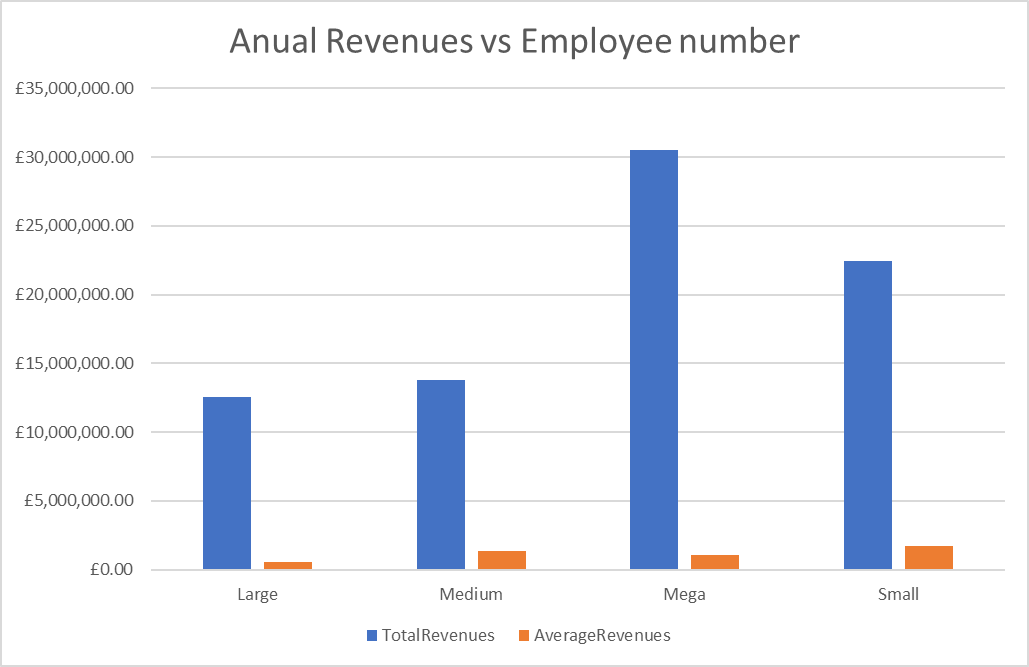 Anual Revenues vs Employee number
£35,000,000.00
£30,000,000.00
£25,000,000.00
£20,000,000.00
£15,000,000.00
£10,000,000.00
£5,000,000.00
£0.00
Large Medium Mega Small
TotalRevenues AverageRevenues